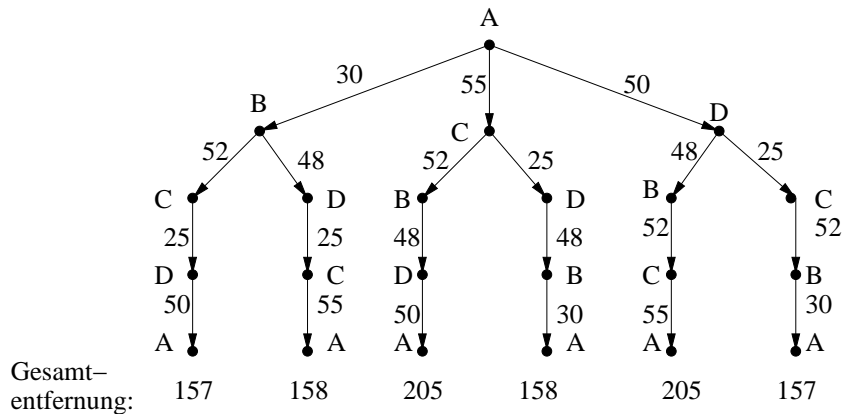 A
30 55 50
B C D
52 48 52 25 48 25
C D B D B C
25 25 48 48 52 52
D C D B C B
50 55 50 30 55 30
A A A A A A
Gesamt–
entfernung: 157 158 205 158 205 157